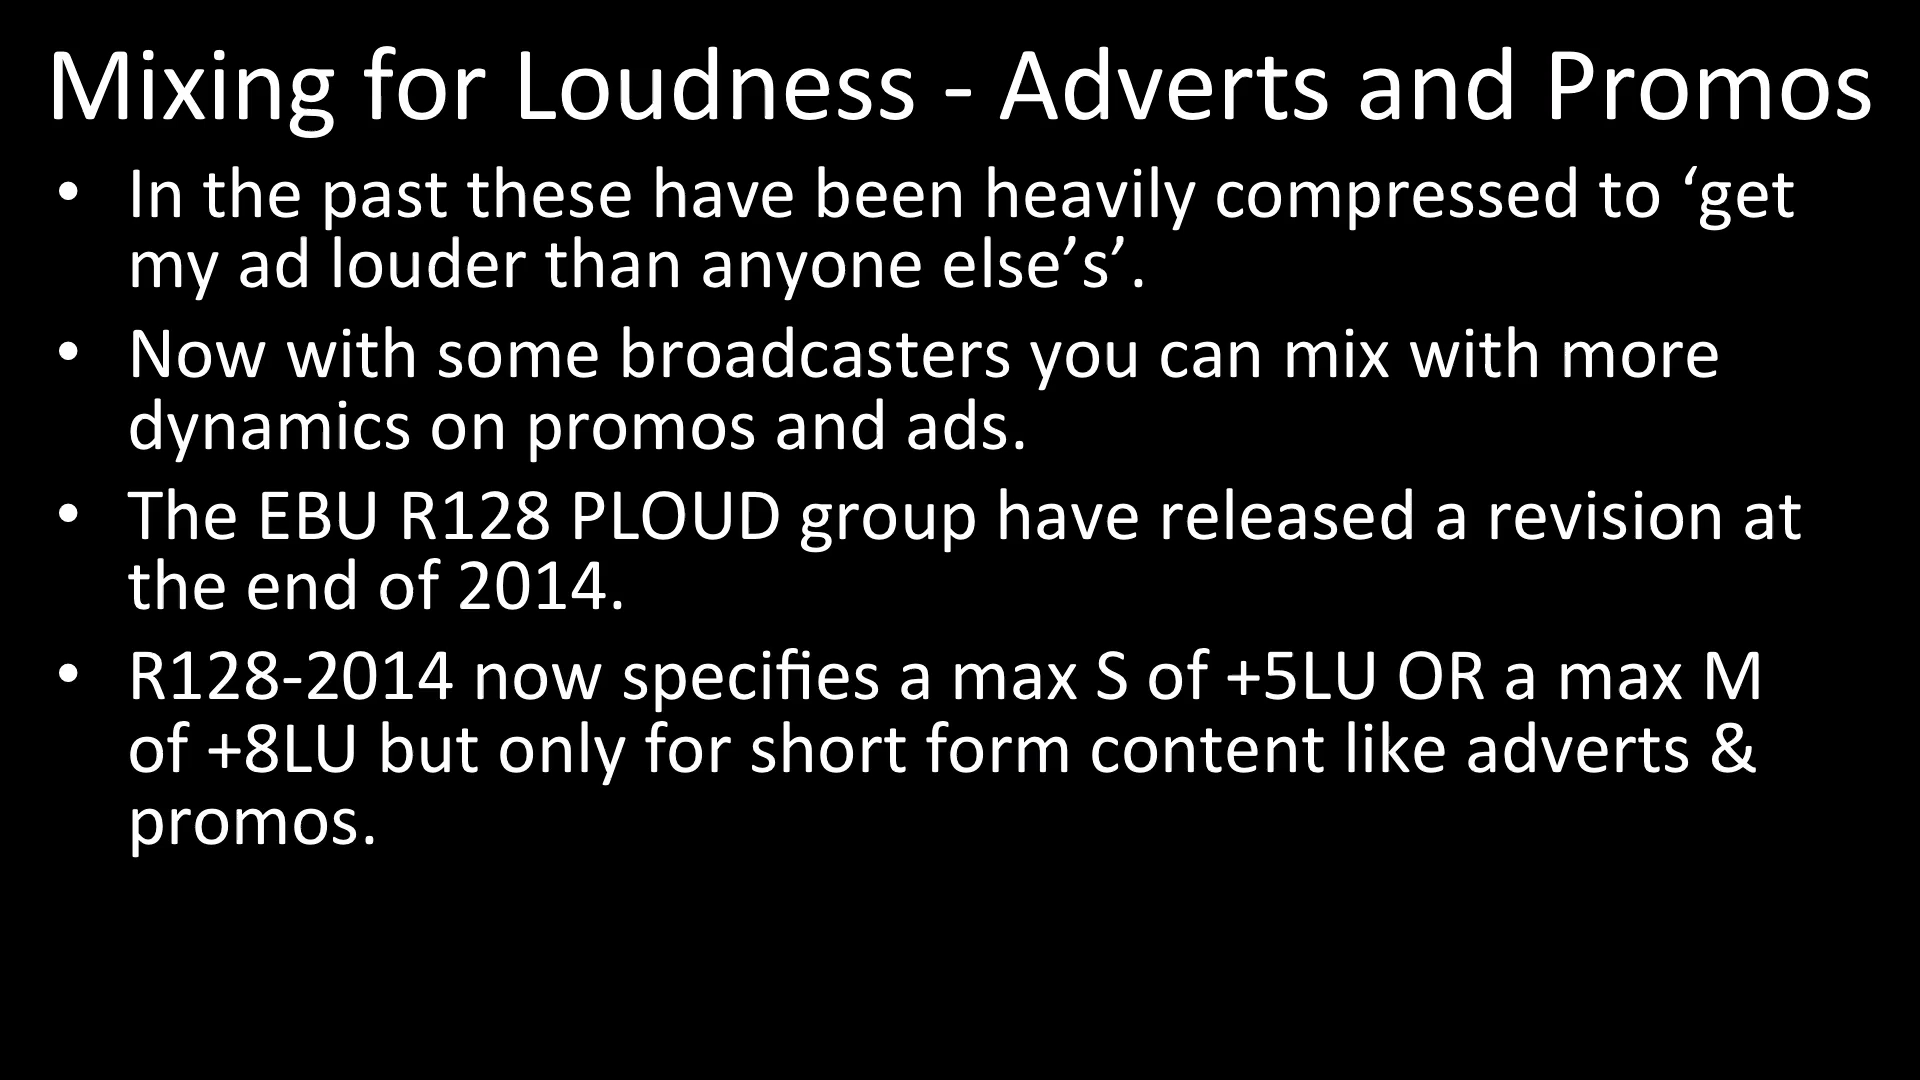 Mixing for Loudness - Adverts and Promos
• In the past these have been heavily compressed to ‘get
my ad louder than anyone else’s’.
• Now with some broadcasters you can mix with more
dynamics on promos and ads.
• The EBU R128 PLOUD group have released a revision at
the end of 2014.
• R128-2014 now specifies a max S of +5LU OR a max M
of +8LU but only for short form content like adverts &
promos.